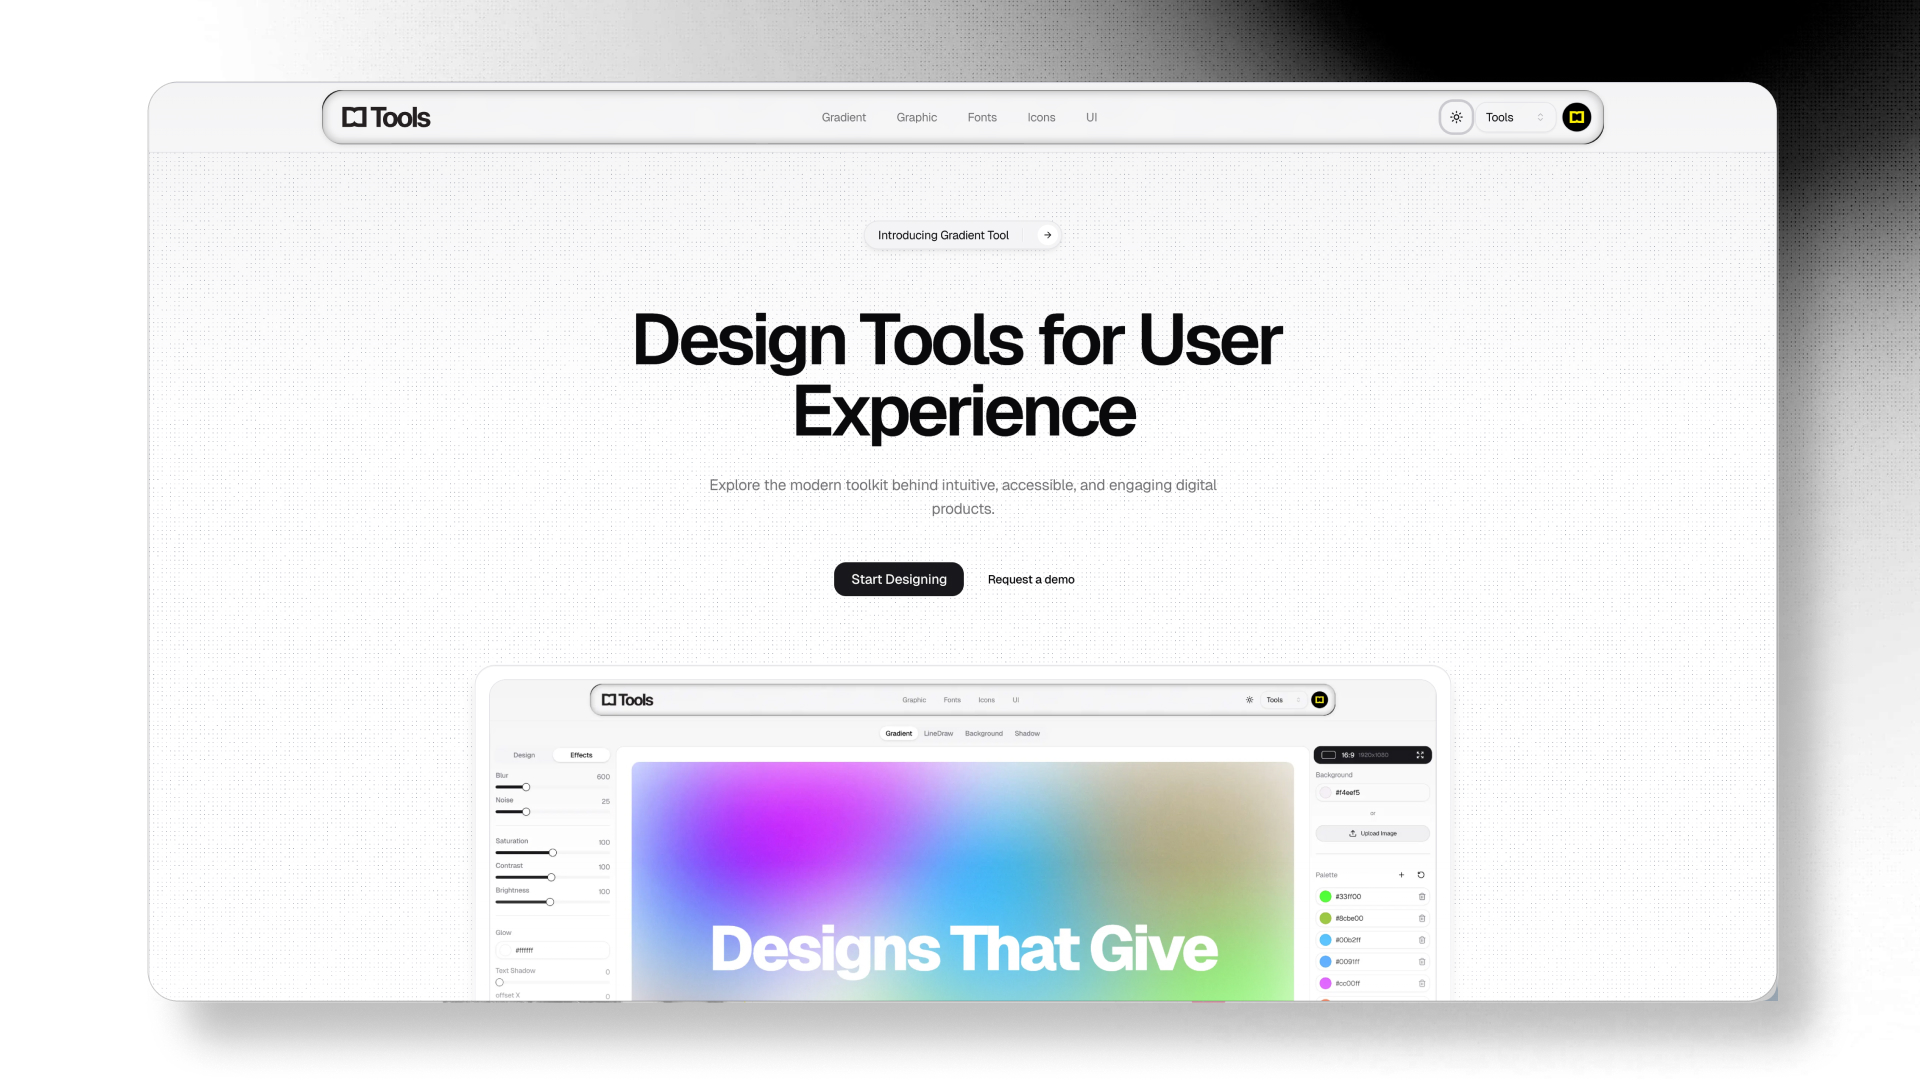 Tools
Gradient Graphic Fonts Icons UI
Tools
Introducing Gradient Tool
Design Tools for User
Experience
Explore the modern toolkit behind intuitive, accessible, and engaging digital
products.
Start Designing
Request a demo
Tools
Graphic Fonts Icons UI
Tools
Gradient LineDraw Background Shadow
Design Effects
Blur 600
Noise 25
Saturation 100
Contrast 100
Brightness 100
Glow
#ffffff
Text Shadow 0
offset X 0
Designs That Give
16:9 1920x1080
Background
#f4eef5
or
Upload Image
Palette
#33ff00
#8cbe00
#00b2ff
#0091ff
#cc00ff